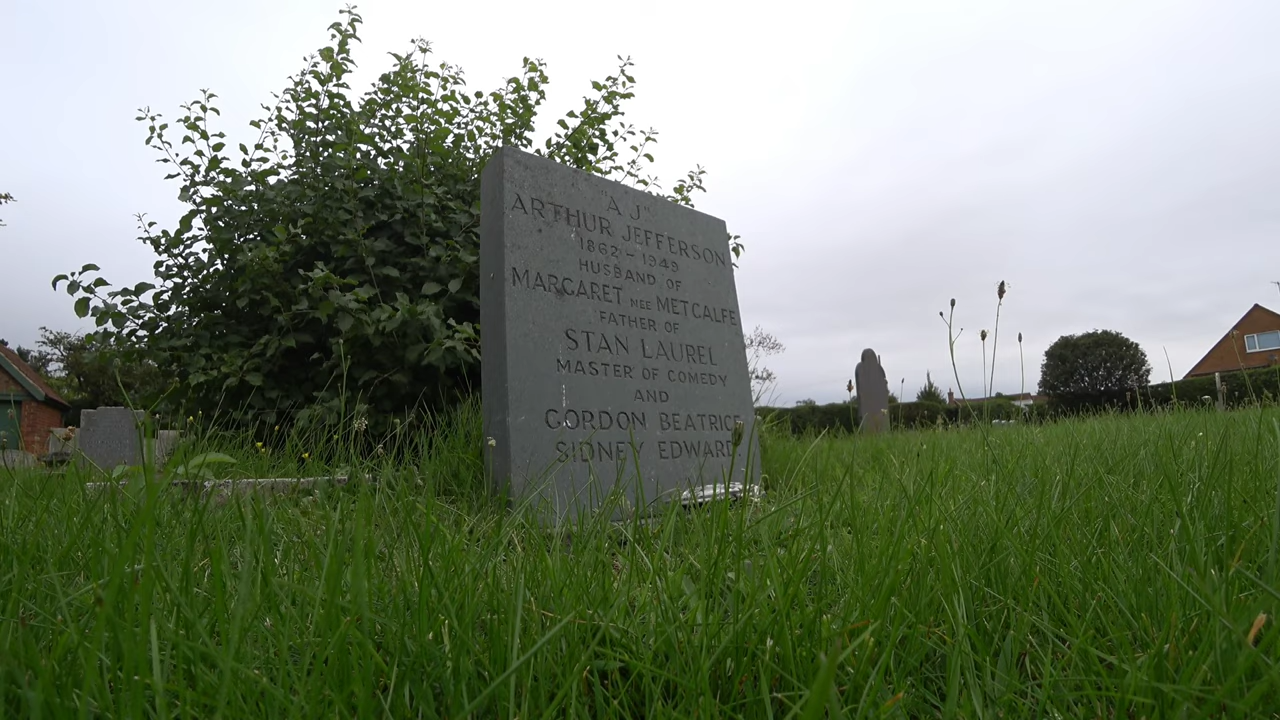 "A J"
ARTHUR JEFFERSON
1862 - 1949
HUSBAND OF
MARGARET NEE METCALFE
FATHER OF
STAN LAUREL
MASTER OF COMEDY
AND
GORDON BEATRICE
SIDNEY EDWARD